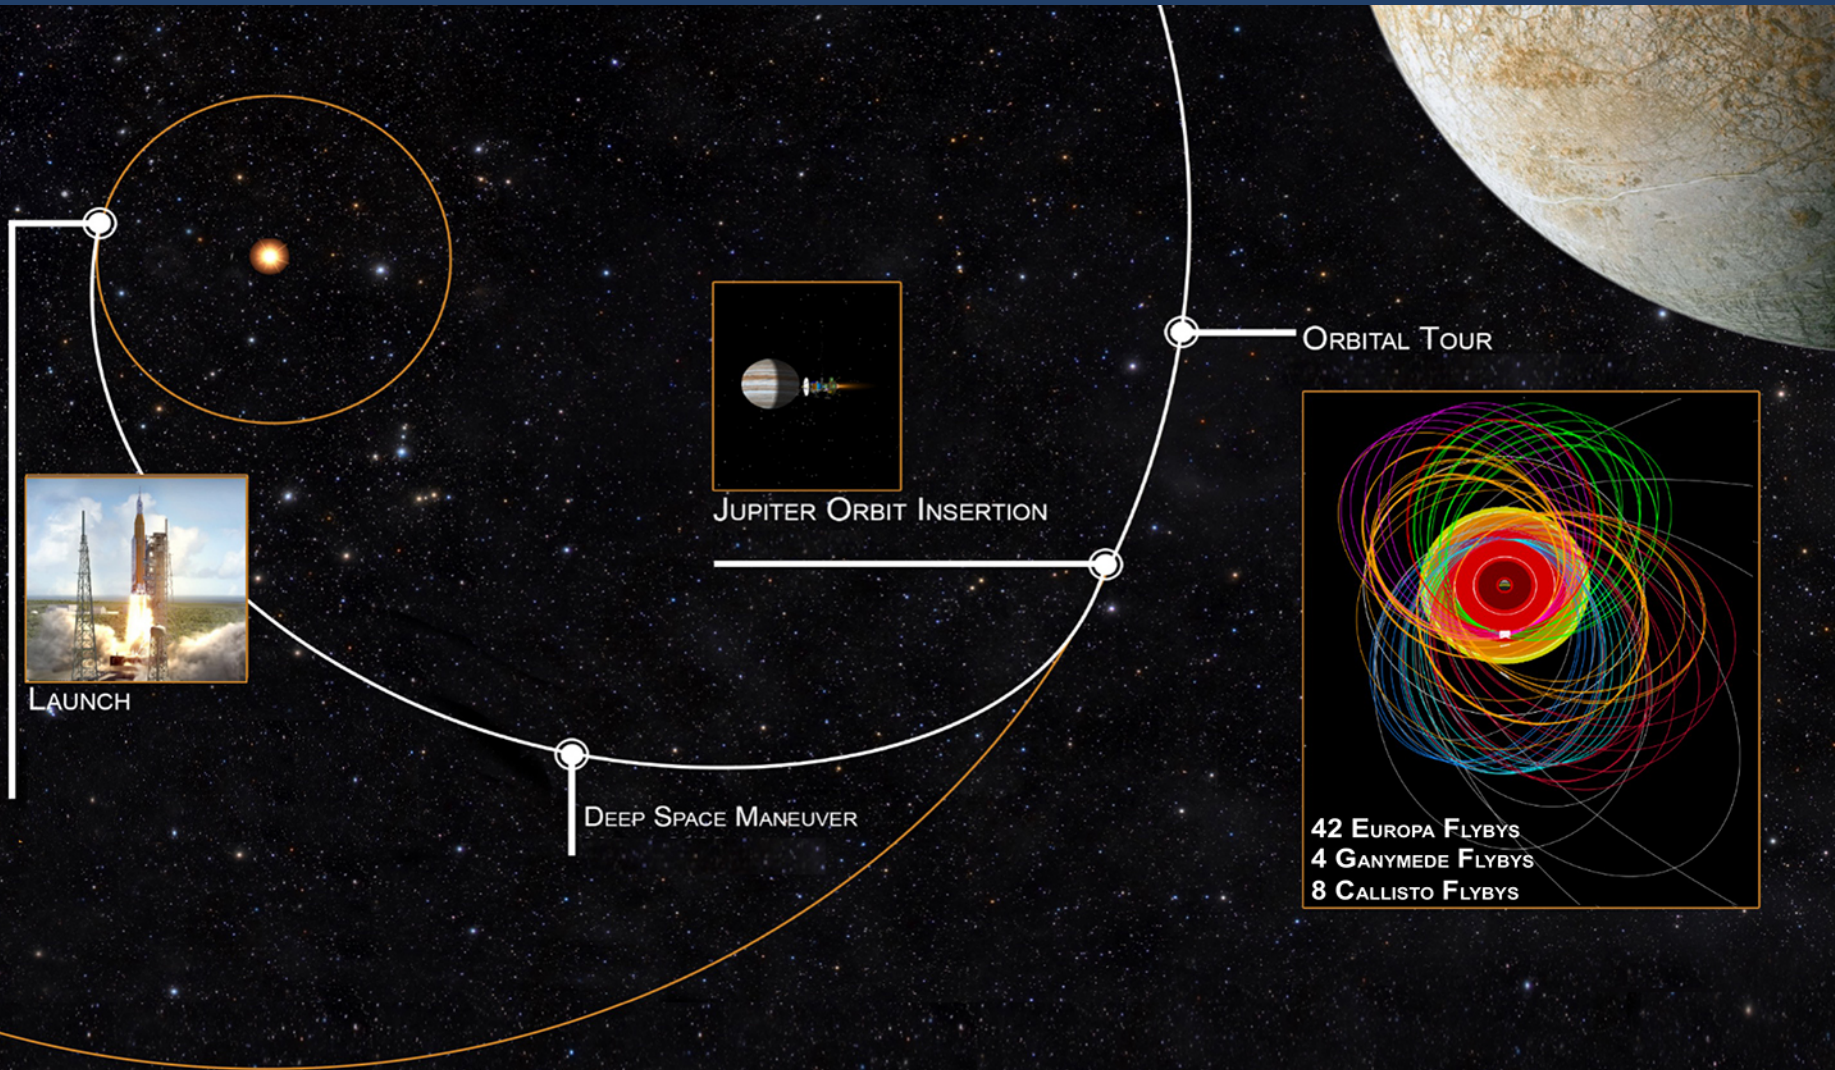 Launch
Deep Space Maneuver
Jupiter Orbit Insertion
Orbital Tour
42 Europa Flybys
4 Ganymede Flybys
8 Callisto Flybys